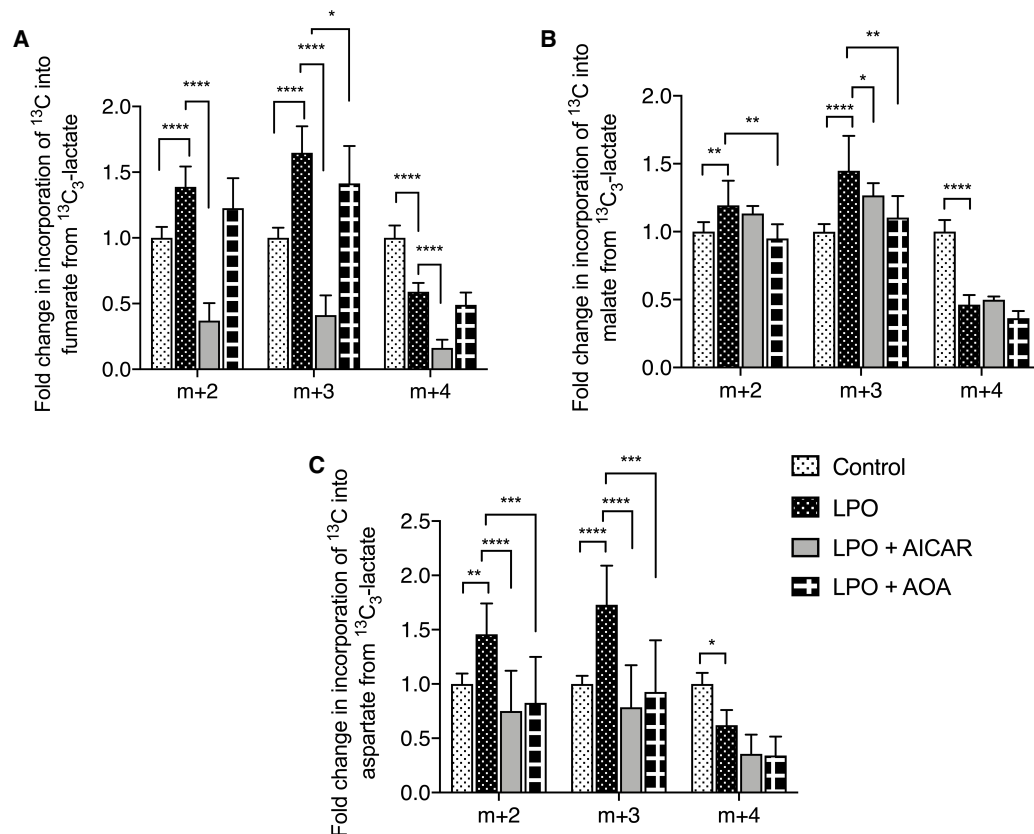 A
Fold change in incorporation of ¹³C into
fumarate from ¹³C₃-lactate
2.0
1.5
1.0
0.5
0.0
****
****
****
****
*
****
****
m+2
m+3
m+4
B
Fold change in incorporation of ¹³C into
malate from ¹³C₃-lactate
2.0
1.5
1.0
0.5
0.0
**
**
****
*
**
****
m+2
m+3
m+4
C
Fold change in incorporation of ¹³C into
aspartate from ¹³C₃-lactate
2.5
2.0
1.5
1.0
0.5
0.0
**
****
***
****
****
***
*
m+2
m+3
m+4
Control
LPO
LPO + AICAR
LPO + AOA